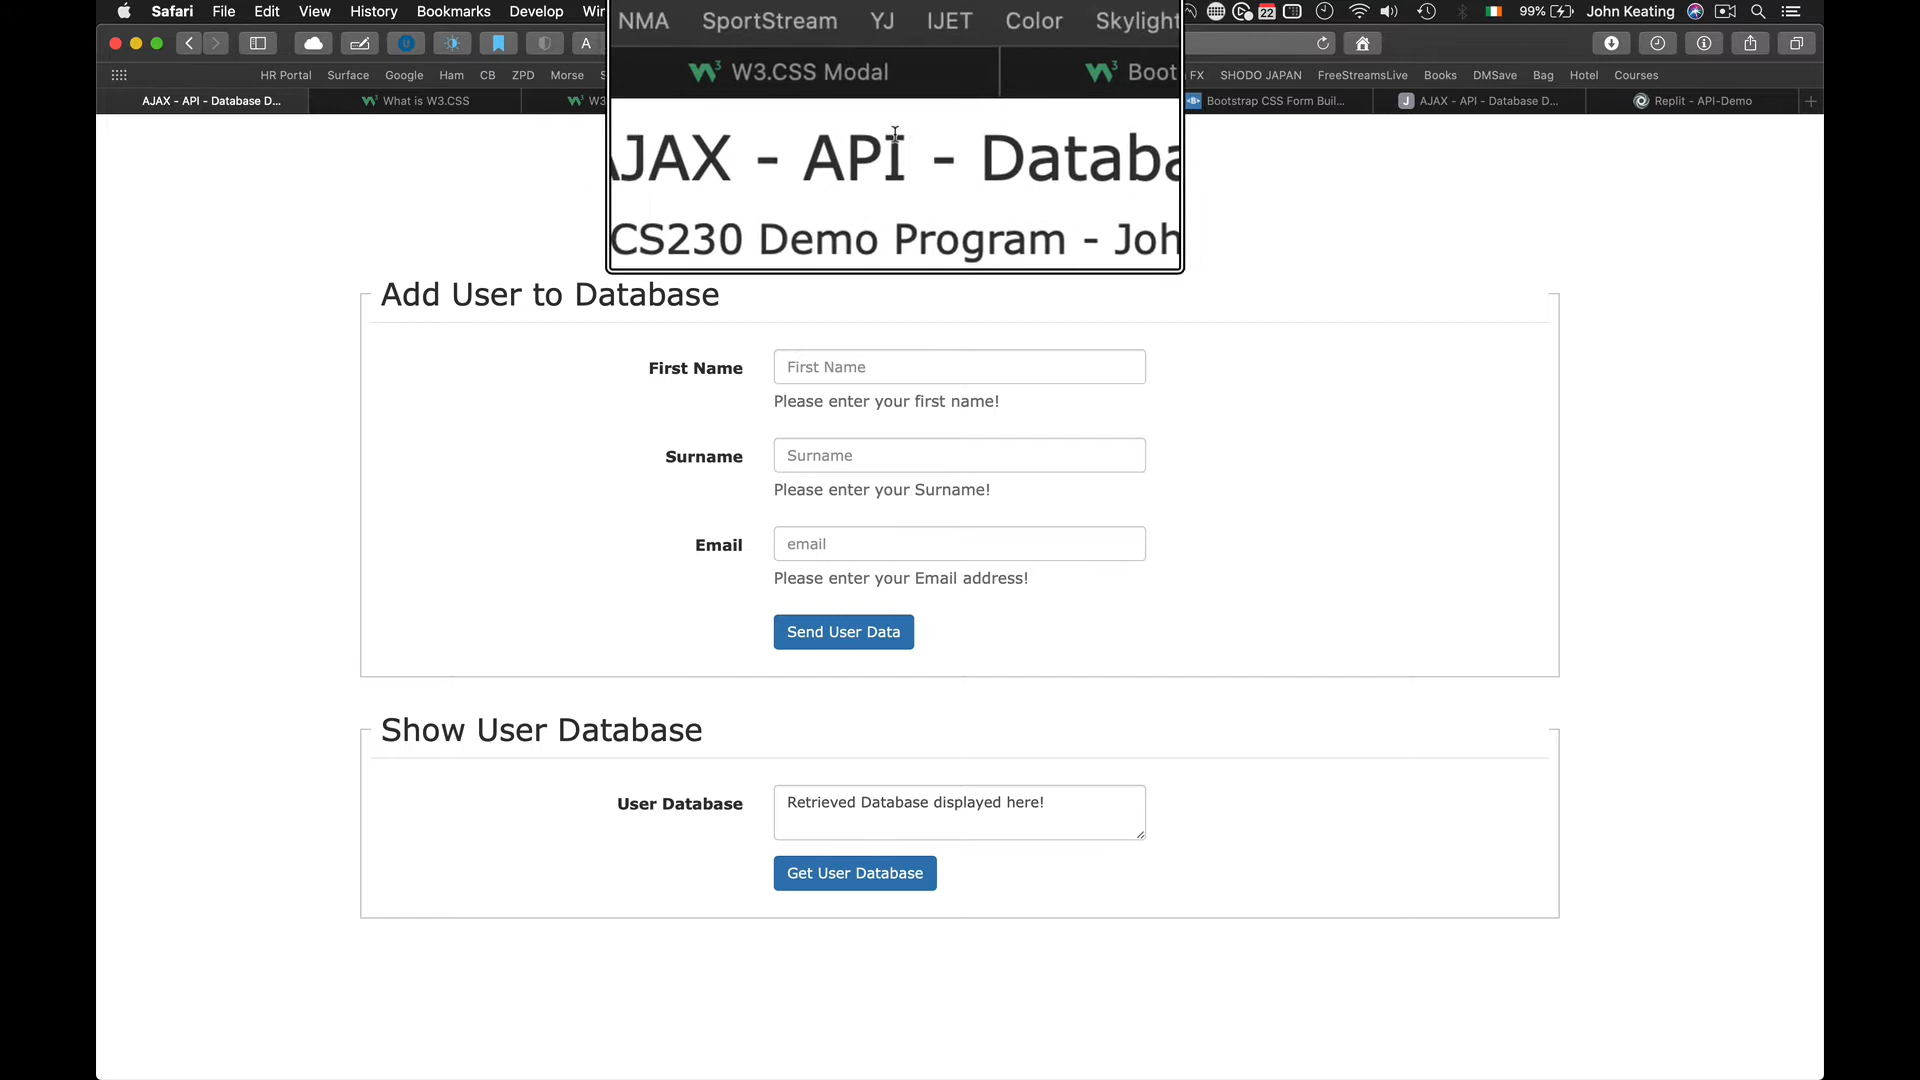 Safari File Edit View History Bookmarks Develop Wir
22 99% John Keating
A
NMA SportStream YJ IJET Color Skylight
HR Portal Surface Google Ham CB ZPD Morse
FX SHODO JAPAN FreeStreamsLive Books DMSave Bag Hotel Courses
W3.CSS Modal Boot
AJAX - API - Database D... What is W3.CSS W3 Bootstrap CSS Form Buil... AJAX - API - Database D... Replit - API-Demo
AJAX - API - Databa
CS230 Demo Program - Joh
Add User to Database
First Name First Name
Please enter your first name!
Surname Surname
Please enter your Surname!
Email email
Please enter your Email address!
Send User Data
Show User Database
User Database Retrieved Database displayed here!
Get User Database